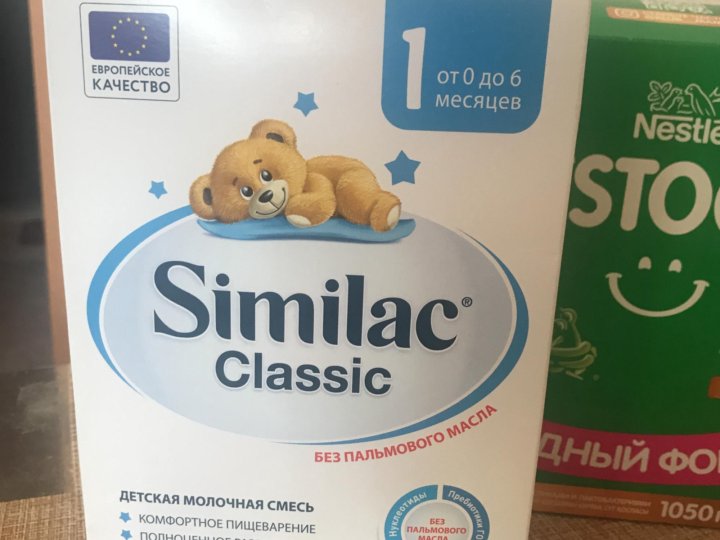 ЕВРОПЕЙСКОЕ
КАЧЕСТВО
1
от 0 до 6
месяцев
Similac®
Classic
БЕЗ ПАЛЬМОВОГО МАСЛА
ДЕТСКАЯ МОЛОЧНАЯ СМЕСЬ
КОМФОРТНОЕ ПИЩЕВАРЕНИЕ
Нуклеотиды
Пребиотики
БЕЗ
ПАЛЬМОВОГО
МАСЛА
Nestlé
STO
ДНЫЙ ФО
1050